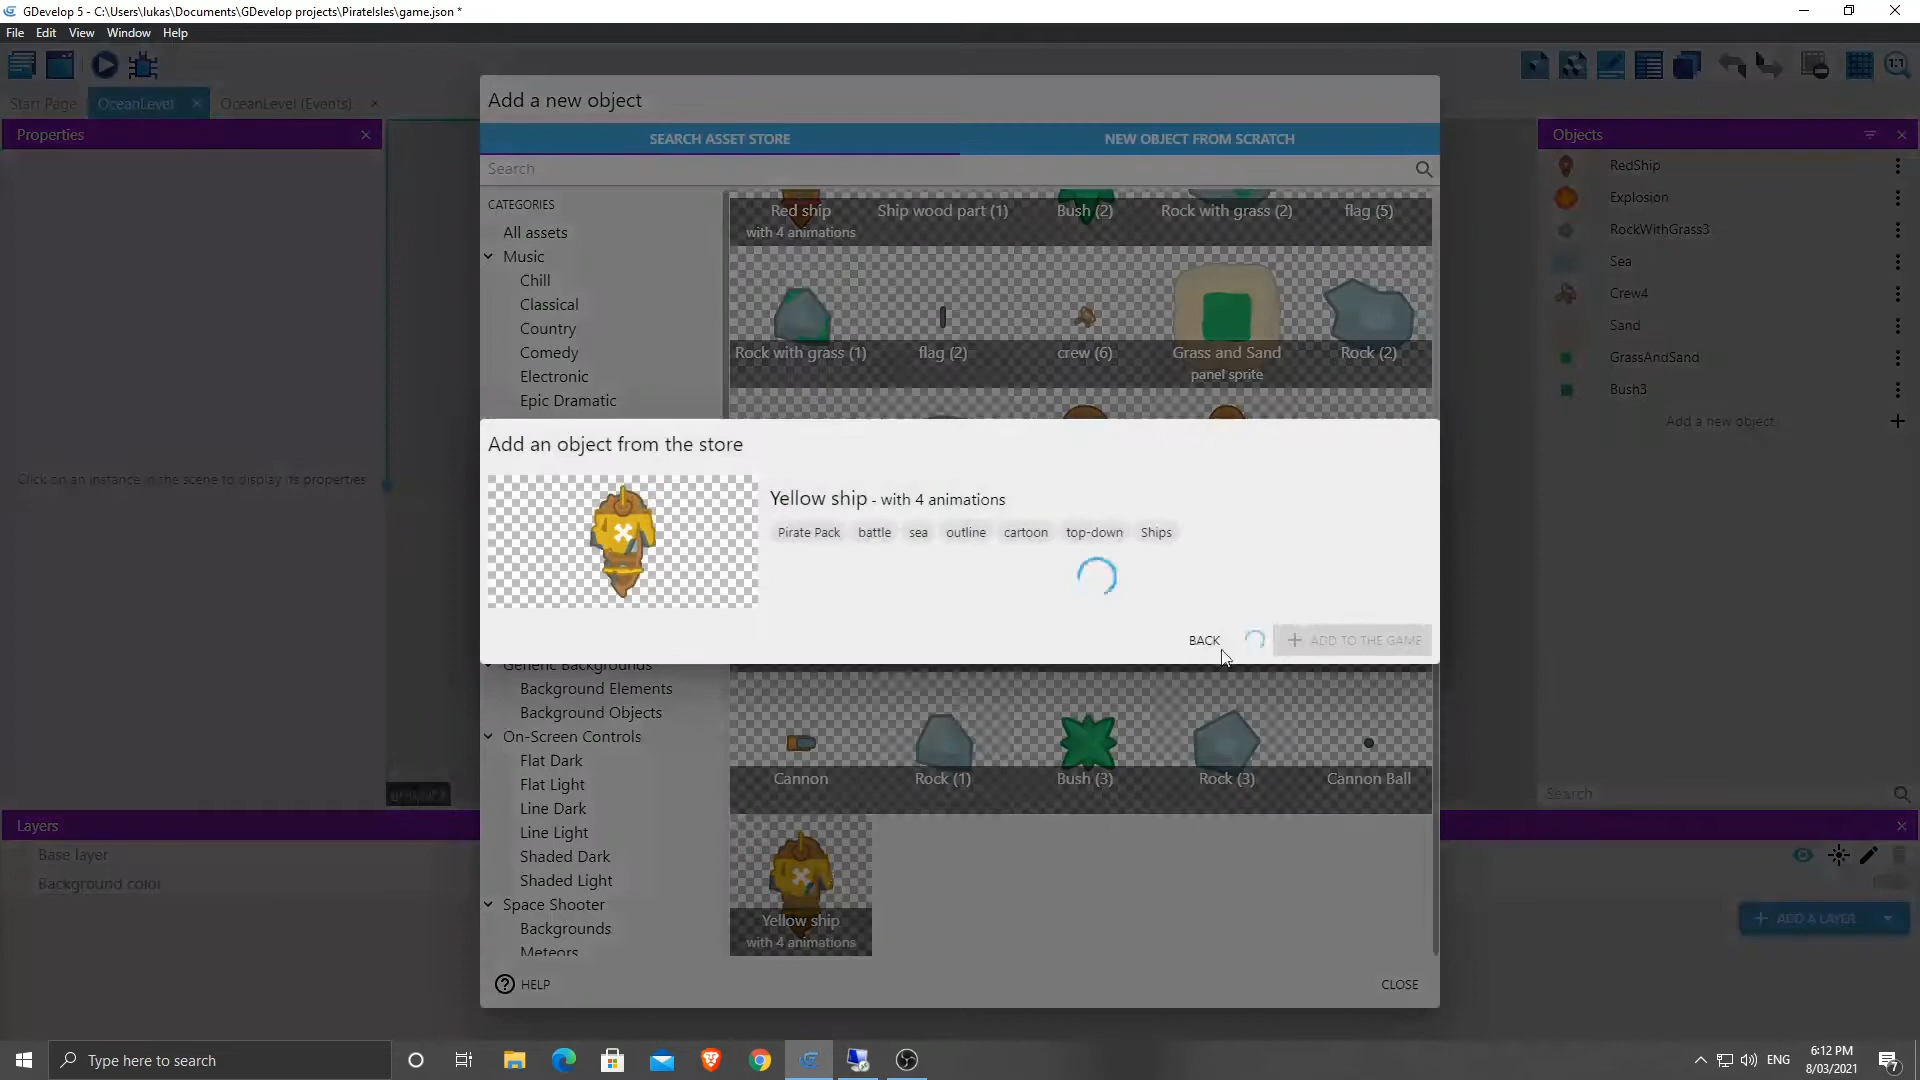 GDevelop 5 - C:\Users\lukas\Documents\GDevelop projects\PirateIsles\game.json *
File Edit View Window Help
1:1
Start Page OceanLevel × OceanLevel (Events) ×
Properties
Click on an instance in the scene to display its properties
Add a new object
SEARCH ASSET STORE NEW OBJECT FROM SCRATCH
Search
CATEGORIES
All assets
Music
Chill
Classical
Country
Comedy
Electronic
Epic Dramatic
Red ship
with 4 animations
Ship wood part (1)
Bush (2)
Rock with grass (2)
flag (5)
Rock with grass (1)
flag (2)
crew (6)
Grass and Sand
panel sprite
Rock (2)
Add an object from the store
Yellow ship - with 4 animations
Pirate Pack battle sea outline cartoon top-down Ships
BACK
+ ADD TO THE GAME
Generic Backgrounds
Background Elements
Background Objects
On-Screen Controls
Flat Dark
Flat Light
Line Dark
Line Light
Shaded Dark
Shaded Light
Space Shooter
Backgrounds
Meteors
Cannon
Rock (1)
Bush (3)
Rock (3)
Cannon Ball
Yellow ship
with 4 animations
? HELP
CLOSE
Objects
RedShip
Explosion
RockWithGrass3
Sea
Crew4
Sand
GrassAndSand
Bush3
Add a new object
Search
Layers
Base layer
Background color
+ ADD A LAYER
Type here to search
ENG
6:12 PM
8/03/2021
7